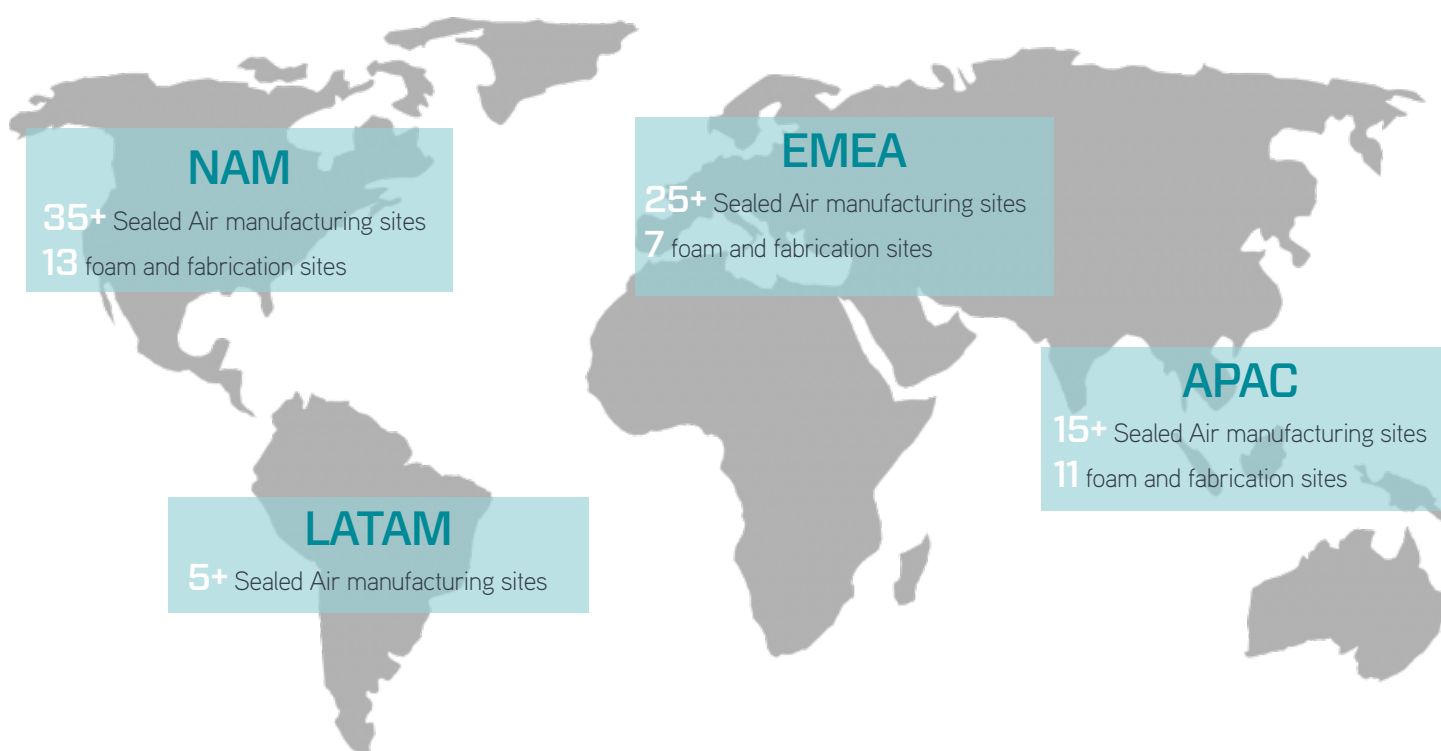 NAM
35+ Sealed Air manufacturing sites
13 foam and fabrication sites
EMEA
25+ Sealed Air manufacturing sites
7 foam and fabrication sites
APAC
15+ Sealed Air manufacturing sites
11 foam and fabrication sites
LATAM
5+ Sealed Air manufacturing sites